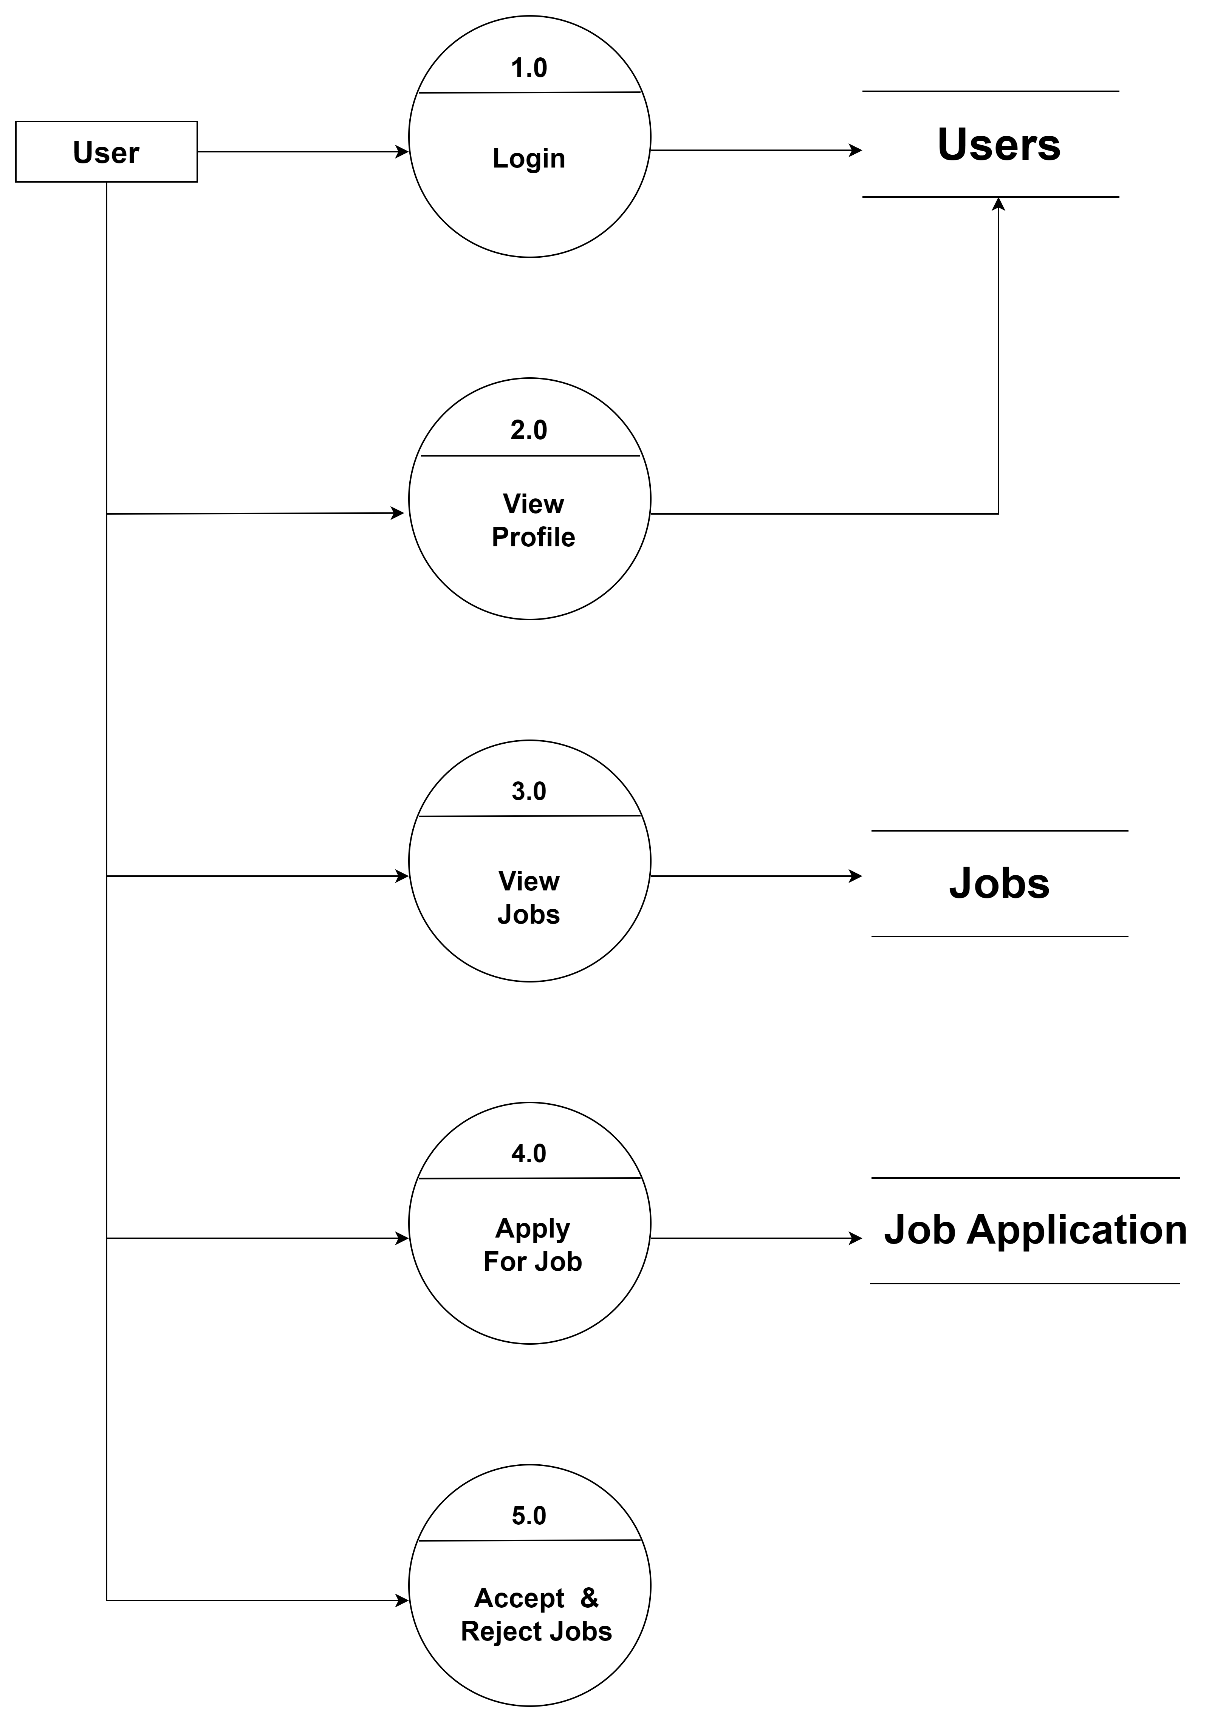 1.0
Login
User
Users
2.0
View
Profile
3.0
View
Jobs
Jobs
4.0
Apply
For Job
Job Application
5.0
Accept  &
Reject Jobs